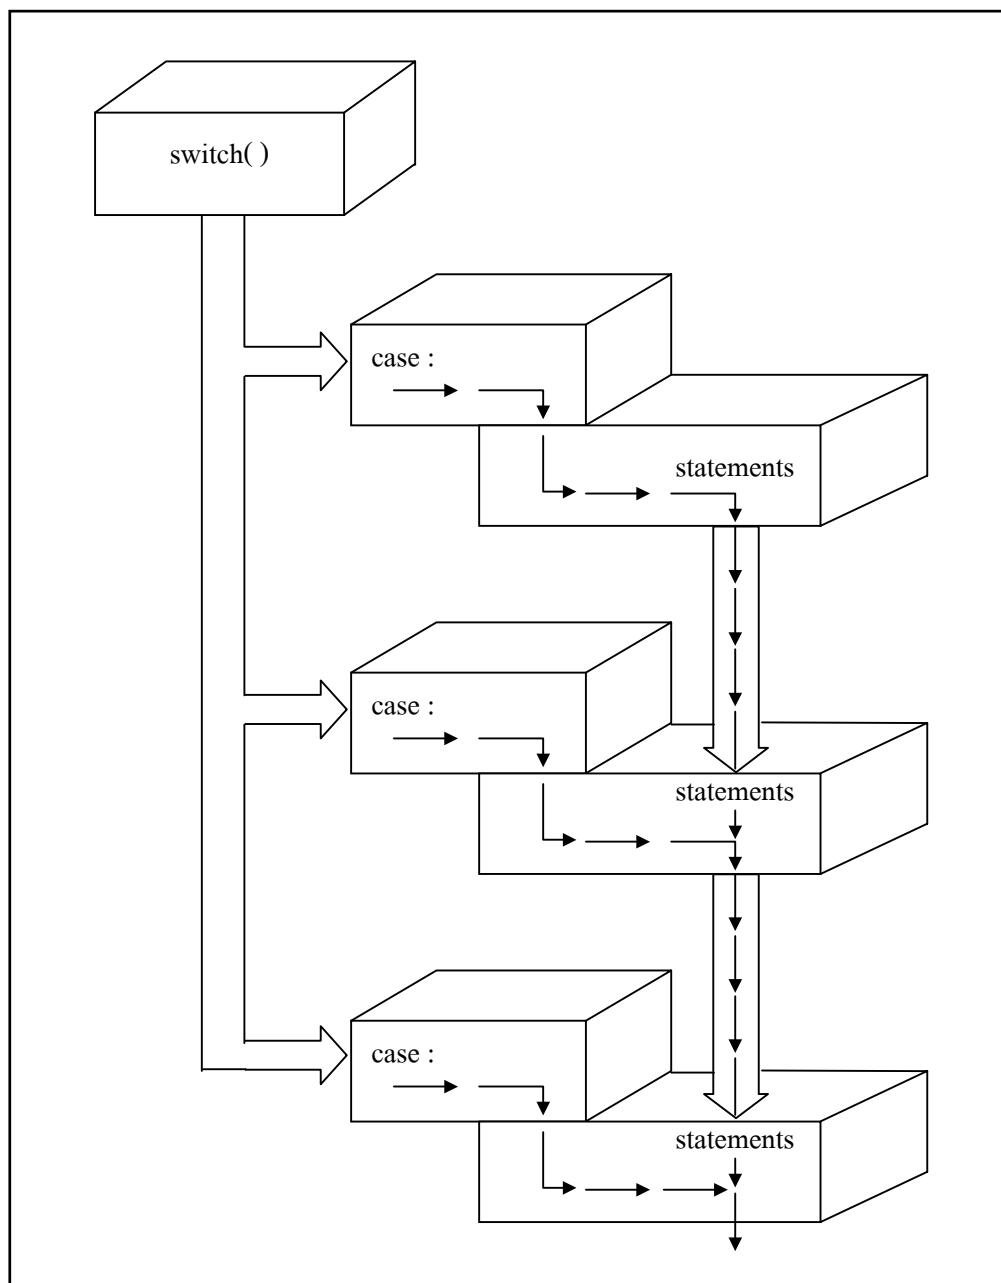 switch( )
case :
statements
case :
statements
case :
statements